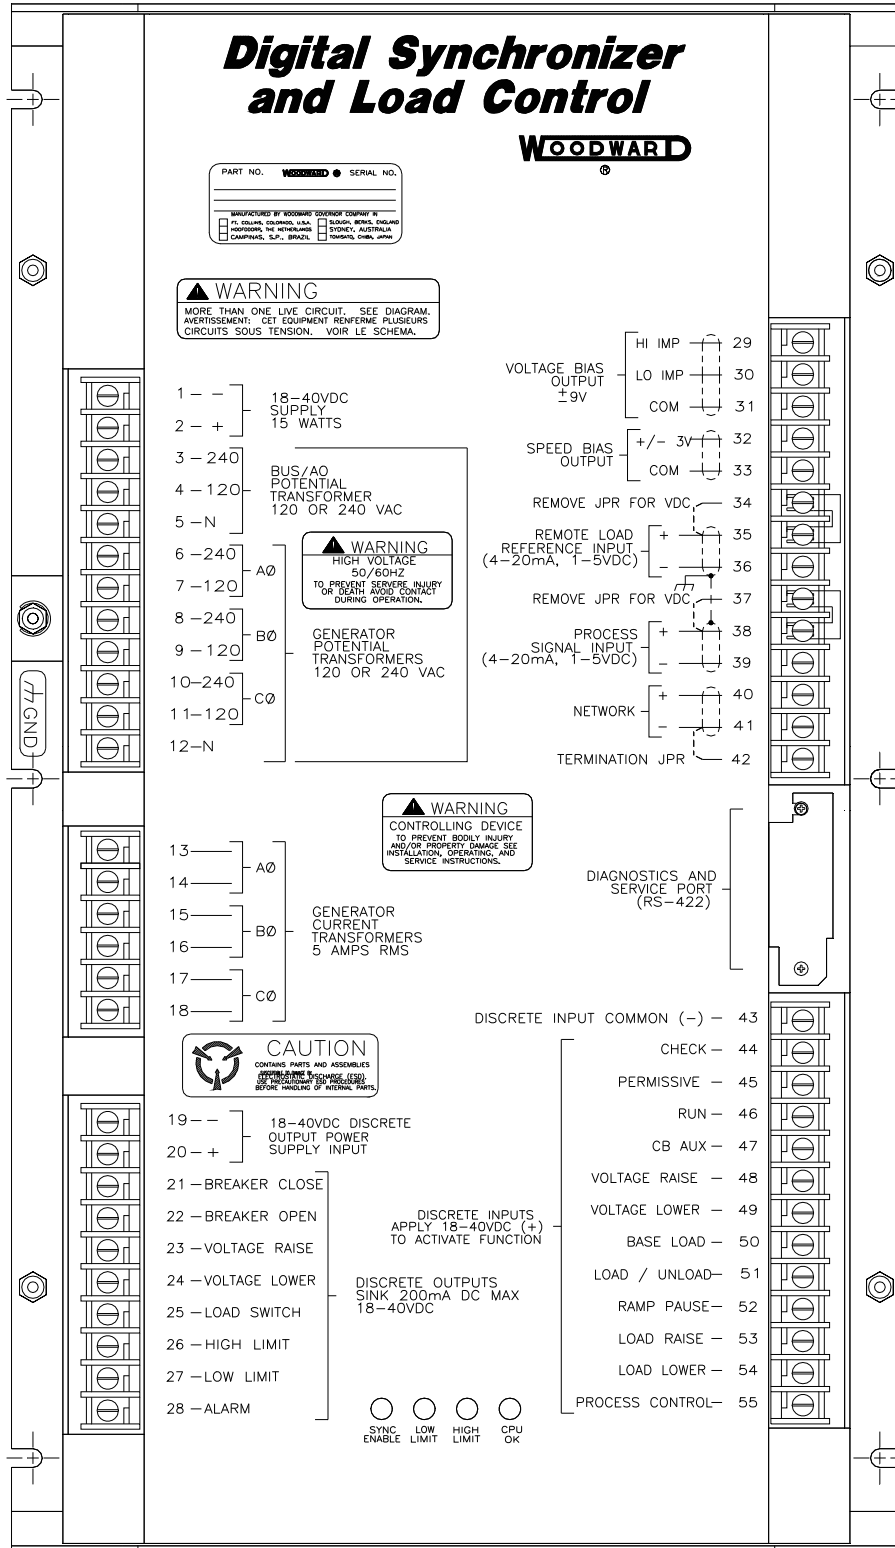 Digital Synchronizer
and Load Control
WOODWARD
®
PART NO. WOODWARD SERIAL NO.
MANUFACTURED BY WOODWARD GOVERNOR COMPANY IN
FT. COLLINS, COLORADO, U.S.A.
SLOUGH, BERKS, ENGLAND
HOOFDDORP, THE NETHERLANDS
SYDNEY, AUSTRALIA
CAMPINAS, S.P., BRAZIL
TOMISATO, CHIBA, JAPAN
WARNING
MORE THAN ONE LIVE CIRCUIT. SEE DIAGRAM.
AVERTISSEMENT: CET EQUIPMENT RENFERME PLUSIEURS
CIRCUITS SOUS TENSION. VOIR LE SCHEMA.
1 – –
2 – +
18–40VDC
SUPPLY
15 WATTS
3 – 240
4 – 120
5 – N
BUS/AO
POTENTIAL
TRANSFORMER
120 OR 240 VAC
WARNING
HIGH VOLTAGE
50/60HZ
TO PREVENT SERVERE INJURY
OR DEATH AVOID CONTACT
DURING OPERATION.
6 –240
7 –120
AØ
8 –240
9 –120
BØ
10–240
11–120
CØ
12–N
GENERATOR
POTENTIAL
TRANSFORMERS
120 OR 240 VAC
GND
WARNING
CONTROLLING DEVICE
TO PREVENT BODILY INJURY
AND/OR PROPERTY DAMAGE SEE
INSTALLATION, OPERATING, AND
SERVICE INSTRUCTIONS.
13
14
AØ
15
16
BØ
17
18
CØ
GENERATOR
CURRENT
TRANSFORMERS
5 AMPS RMS
CAUTION
CONTAINS PARTS AND ASSEMBLIES
SUSCEPTIBLE TO DAMAGE BY
ELECTROSTATIC DISCHARGE (ESD).
USE PRECAUTIONARY ESD PROCEDURES
BEFORE HANDLING OF INTERNAL PARTS.
19 – –
20 – +
18–40VDC DISCRETE
OUTPUT POWER
SUPPLY INPUT
21 – BREAKER CLOSE
22 – BREAKER OPEN
23 – VOLTAGE RAISE
24 – VOLTAGE LOWER
25 – LOAD SWITCH
26 – HIGH LIMIT
27 – LOW LIMIT
28 – ALARM
DISCRETE OUTPUTS
SINK 200mA DC MAX
18–40VDC
SYNC
ENABLE
LOW
LIMIT
HIGH
LIMIT
CPU
OK
VOLTAGE BIAS
OUTPUT
±9V
HI IMP 29
LO IMP 30
COM 31
SPEED BIAS
OUTPUT
+/– 3V 32
COM 33
REMOVE JPR FOR VDC 34
REMOTE LOAD
REFERENCE INPUT
(4–20mA, 1–5VDC)
+ 35
– 36
REMOVE JPR FOR VDC 37
PROCESS
SIGNAL INPUT
(4–20mA, 1–5VDC)
+ 38
– 39
NETWORK
+ 40
– 41
TERMINATION JPR 42
DIAGNOSTICS AND
SERVICE PORT
(RS–422)
DISCRETE INPUT COMMON (–) – 43
CHECK – 44
PERMISSIVE – 45
RUN – 46
CB AUX – 47
VOLTAGE RAISE – 48
VOLTAGE LOWER – 49
BASE LOAD – 50
LOAD / UNLOAD – 51
RAMP PAUSE – 52
LOAD RAISE – 53
LOAD LOWER – 54
PROCESS CONTROL – 55
DISCRETE INPUTS
APPLY 18–40VDC (+)
TO ACTIVATE FUNCTION